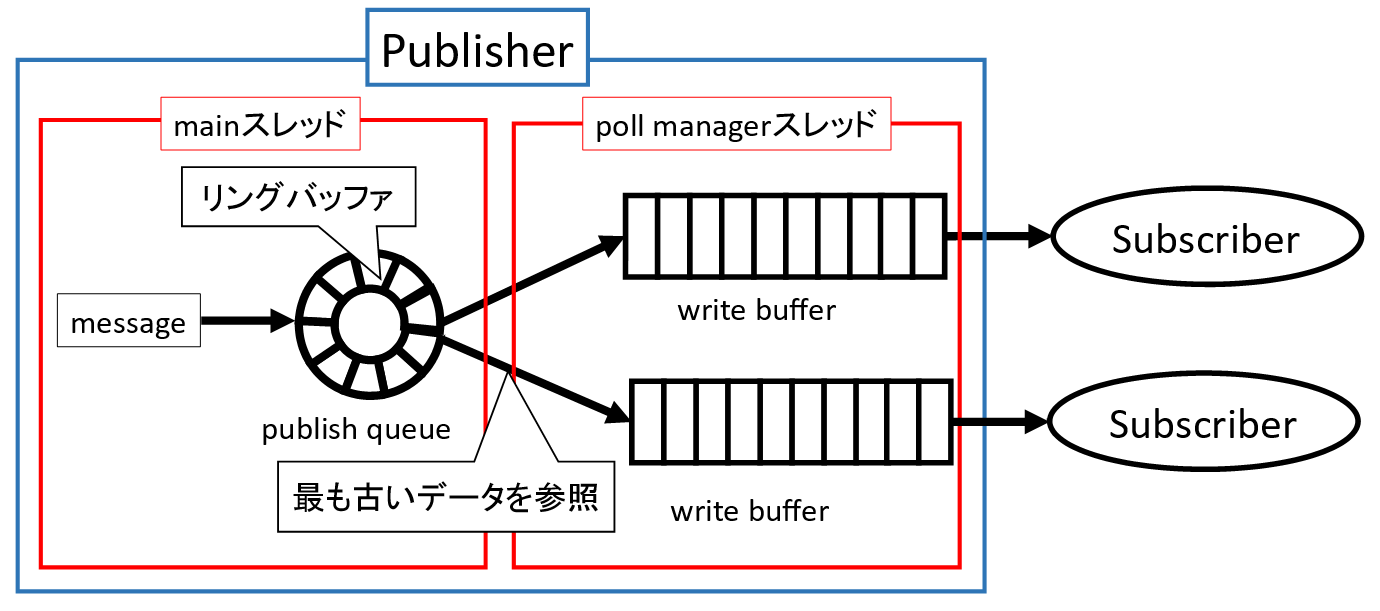 Publisher
mainスレッド
poll managerスレッド
リングバッファ
message
publish queue
最も古いデータを参照
write buffer
write buffer
Subscriber
Subscriber